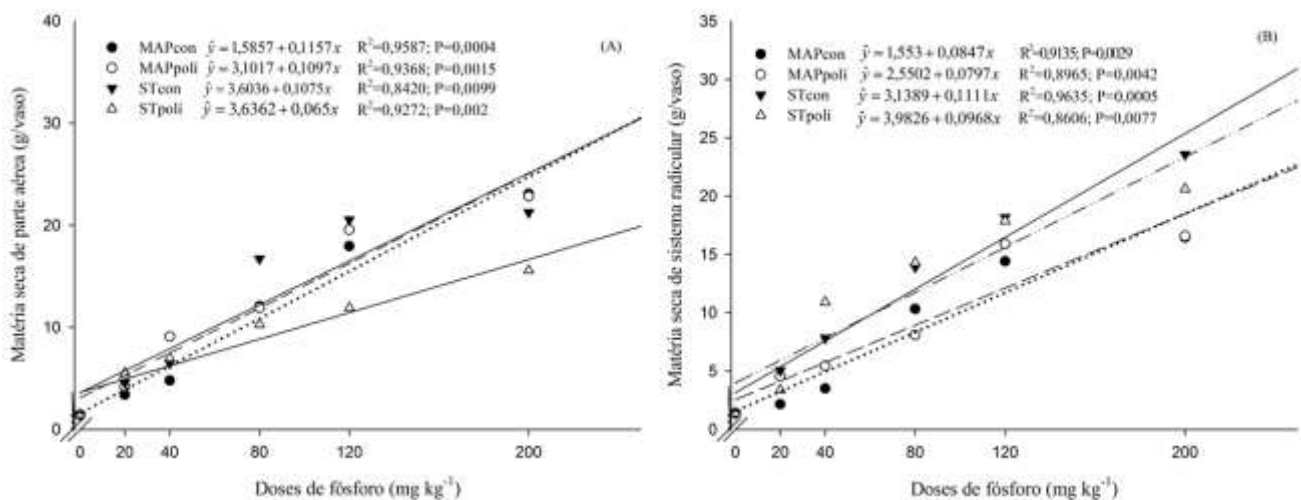 40
(A)
MAPcon ŷ = 1,5857 + 0,1157x R²=0,9587; P=0,0004
MAPpoli ŷ = 3,1017 + 0,1097x R²=0,9368; P=0,0015
STcon ŷ = 3,6036 + 0,1075x R²=0,8420; P=0,0099
STpoli ŷ = 3,6362 + 0,065x R²=0,9272; P=0,002
30
20
10
0
Matéria seca de parte aérea (g/vaso)
0 20 40 80 120 200
Doses de fósforo (mg kg⁻¹)
35
(B)
MAPcon ŷ = 1,553 + 0,0847x R²=0,9135; P=0,0029
MAPpoli ŷ = 2,5502 + 0,0797x R²=0,8965; P=0,0042
STcon ŷ = 3,1389 + 0,1111x R²=0,9635; P=0,0005
STpoli ŷ = 3,9826 + 0,0968x R²=0,8606; P=0,0077
30
25
20
15
10
5
0
Matéria seca de sistema radicular (g/vaso)
0 20 40 80 120 200
Doses de fósforo (mg kg⁻¹)